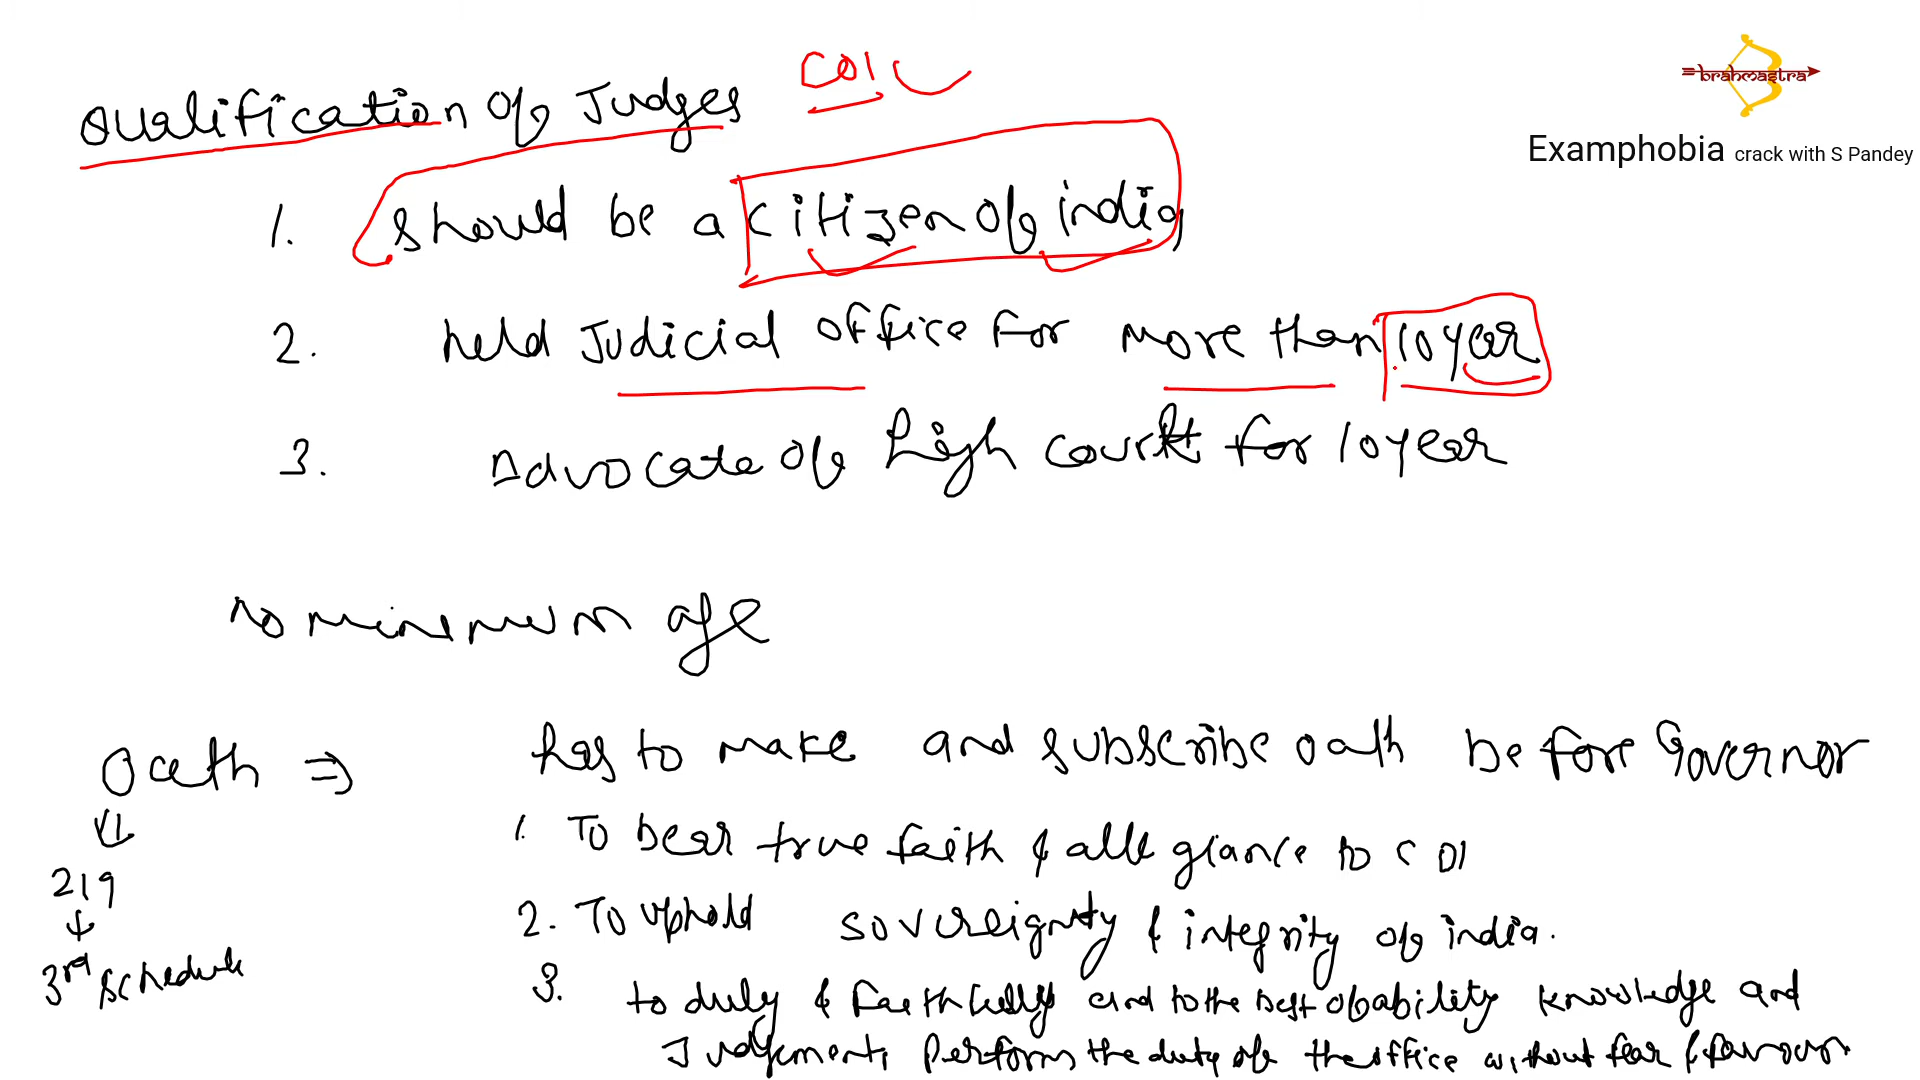 Qualification of Judges COI
brahmastra
Examphobia crack with S Pandey
1. Should be a citizen of india
2. held Judicial office for more than 10 year
3. Advocate of high court for 10 year
no minimum age
Oath ⇒ has to make and subscribe oath before Governor
↓
219
↓
3rd schedule
1. To bear true faith & allegiance to COI
2. To uphold sovereignty & integrity of india.
3. to duly & faithfully and to the best of ability knowledge and
Judgement, perform the duty of the office without fear & favour